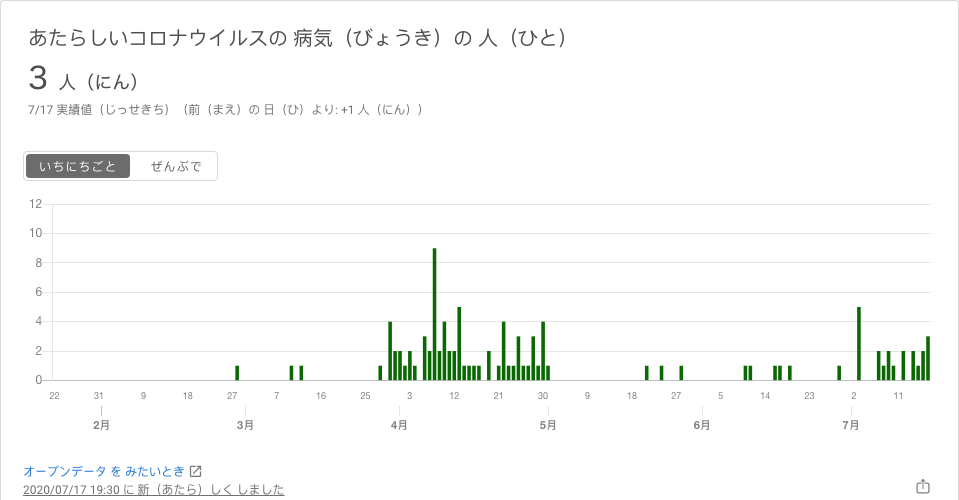 あたらしいコロナウイルスの 病気（びょうき）の 人（ひと）
3 人（にん）
7/17 実績値（じっせきち）（前（まえ）の 日（ひ）より: +1 人（にん））
いちにちごと ぜんぶで
12
10
8
6
4
2
0
22 31 9 18 27 7 16 25 3 12 21 30 9 18 27 5 14 23 2 11
2月 3月 4月 5月 6月 7月
オープンデータ を みたいとき
2020/07/17 19:30 に 新（あたら）しく しました